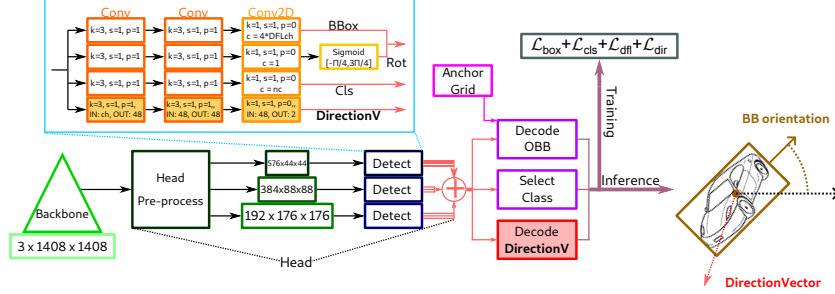 Conv
Conv
Conv2D
k=3, s=1, p=1
k=3, s=1, p=1
k=1, s=1, p=0
c = 4*DFLch
BBox
k=3, s=1, p=1
k=3, s=1, p=1
k=1, s=1, p=0
c = 1
Sigmoid
[-Π/4,3Π/4]
Rot
k=3, s=1, p=1
k=3, s=1, p=1
k=1, s=1, p=0
c = nc
Cls
k=3, s=1, p=1,
IN: ch, OUT: 48
k=3, s=1, p=1,,
IN: 48, OUT: 48
k=1, s=1, p=0,,
IN: 48, OUT: 2
DirectionV
Backbone
3 x 1408 x 1408
Head
Pre-process
576x44x44
384x88x88
192 x 176 x 176
Detect
Detect
Detect
Head
Anchor
Grid
Decode
OBB
Select
Class
Decode
DirectionV
ℒbox+ℒcls+ℒdfl+ℒdir
Training
Inference
BB orientation
DirectionVector